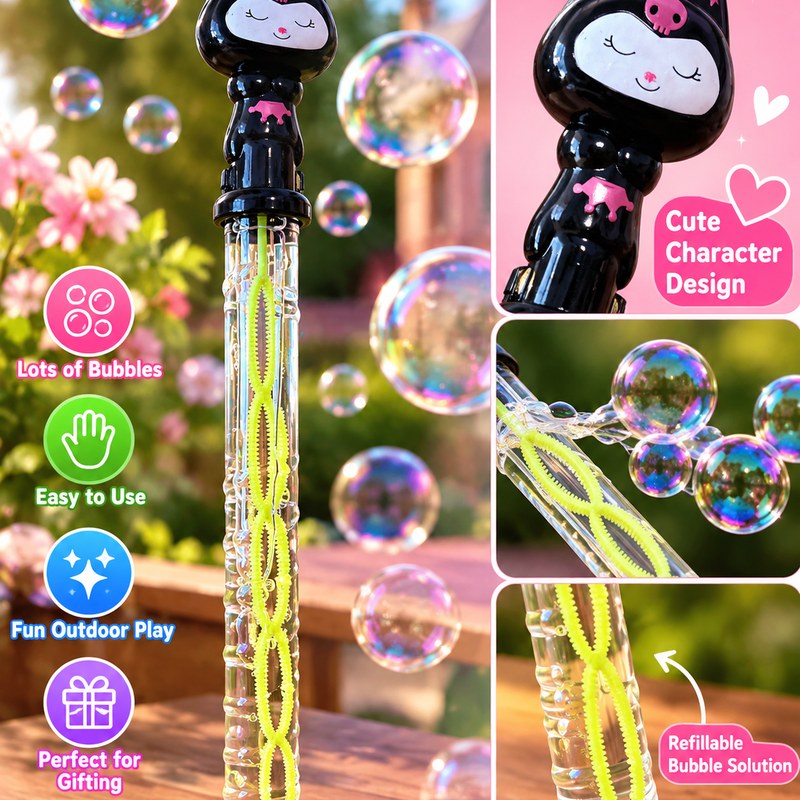 Lots of Bubbles
Easy to Use
Fun Outdoor Play
Perfect for
Gifting
Cute
Character
Design
Refillable
Bubble Solution